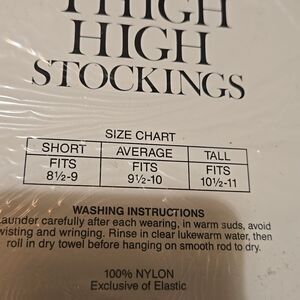 THIGH
HIGH
STOCKINGS
SIZE CHART
SHORT AVERAGE TALL
FITS FITS FITS
8½-9 9½-10 10½-11
WASHING INSTRUCTIONS
Launder carefully after each wearing, in warm suds, avoid
twisting and wringing. Rinse in clear lukewarm water, then
roll in dry towel before hanging on smooth rod to dry.
100% NYLON
Exclusive of Elastic